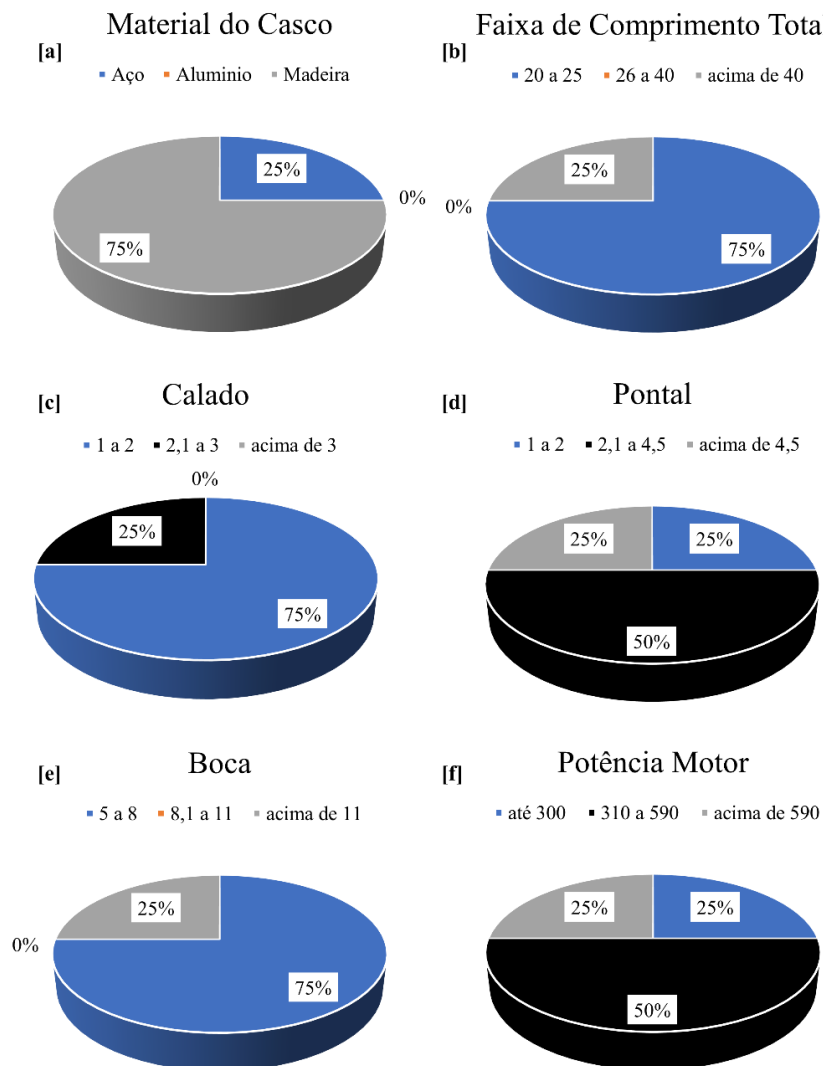 Material do Casco
[a]
Aço Aluminio Madeira
25%
0%
75%
Faixa de Comprimento Tota
[b]
20 a 25 26 a 40 acima de 40
25%
0%
75%
Calado
[c]
1 a 2 2,1 a 3 acima de 3
0%
25%
75%
Pontal
[d]
1 a 2 2,1 a 4,5 acima de 4,5
25% 25%
50%
Boca
[e]
5 a 8 8,1 a 11 acima de 11
25%
0%
75%
Potência Motor
[f]
até 300 310 a 590 acima de 590
25% 25%
50%